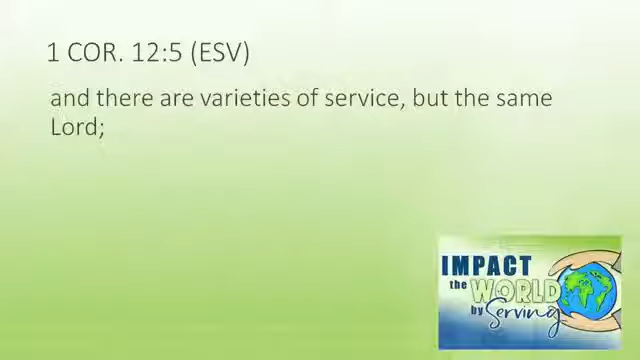 1 COR. 12:5 (ESV)
and there are varieties of service, but the same
Lord;
IMPACT
the WORLD
by Serving